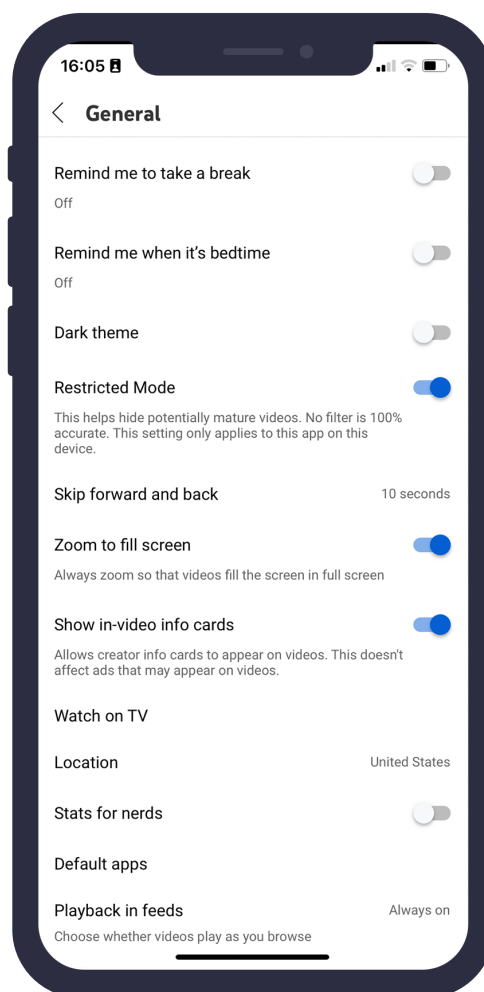 16:05
General
Remind me to take a break
Off
Remind me when it's bedtime
Off
Dark theme
Restricted Mode
This helps hide potentially mature videos. No filter is 100%
accurate. This setting only applies to this app on this
device.
Skip forward and back 10 seconds
Zoom to fill screen
Always zoom so that videos fill the screen in full screen
Show in-video info cards
Allows creator info cards to appear on videos. This doesn't
affect ads that may appear on videos.
Watch on TV
Location United States
Stats for nerds
Default apps
Playback in feeds Always on
Choose whether videos play as you browse